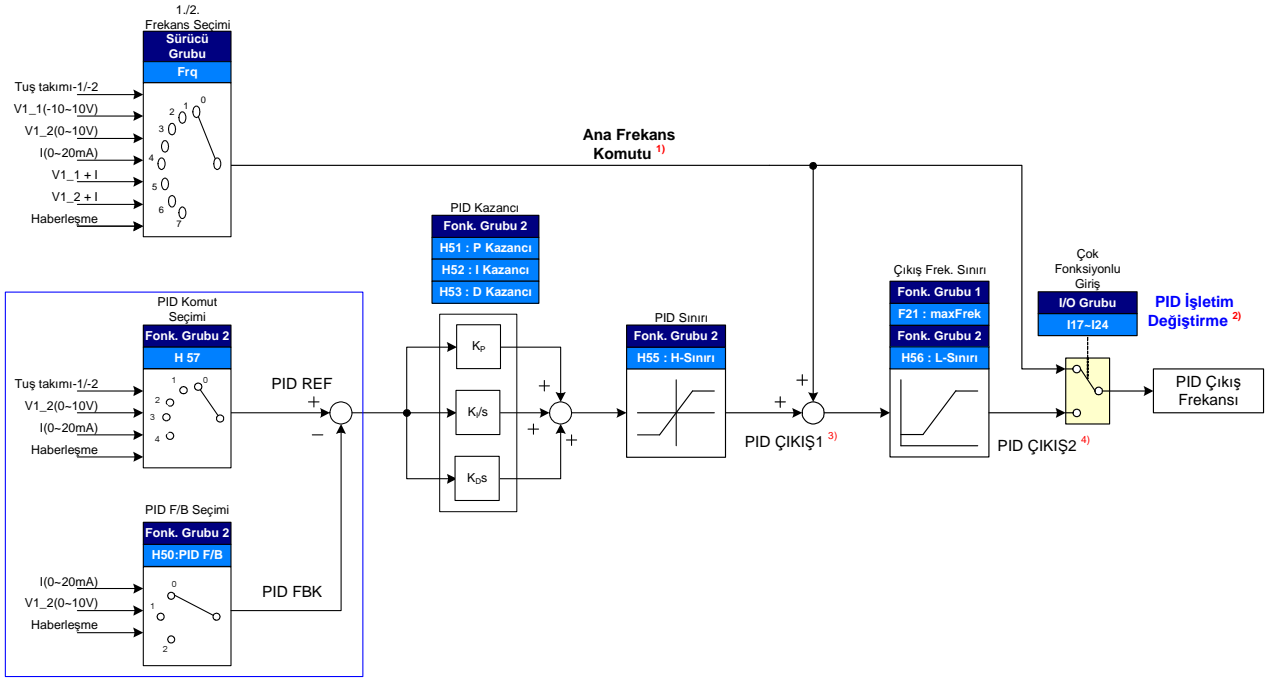 1./2.
Frekans Seçimi
Sürücü
Grubu
Frq
Tuş takımı-1/-2
V1_1(-10~10V)
V1_2(0~10V)
I(0~20mA)
V1_1 + I
V1_2 + I
Haberleşme
0
1
2
3
4
5
6
7
Ana Frekans
Komutu 1)
PID Kazancı
Fonk. Grubu 2
H51 : P Kazancı
H52 : I Kazancı
H53 : D Kazancı
KP
KI/s
KDs
+
+
+
PID Komut
Seçimi
Fonk. Grubu 2
H 57
Tuş takımı-1/-2
V1_2(0~10V)
I(0~20mA)
Haberleşme
0
1
2
3
4
PID REF
+
−
PID F/B Seçimi
Fonk. Grubu 2
H50:PID F/B
I(0~20mA)
V1_2(0~10V)
Haberleşme
0
1
2
PID FBK
PID Sınırı
Fonk. Grubu 2
H55 : H-Sınırı
+
+
PID ÇIKIŞ1 3)
Çıkış Frek. Sınırı
Fonk. Grubu 1
F21 : maxFrek
Fonk. Grubu 2
H56 : L-Sınırı
PID ÇIKIŞ2 4)
Çok
Fonksiyonlu
Giriş
I/O Grubu
I17~I24
PID İşletim
Değiştirme 2)
PID Çıkış
Frekansı